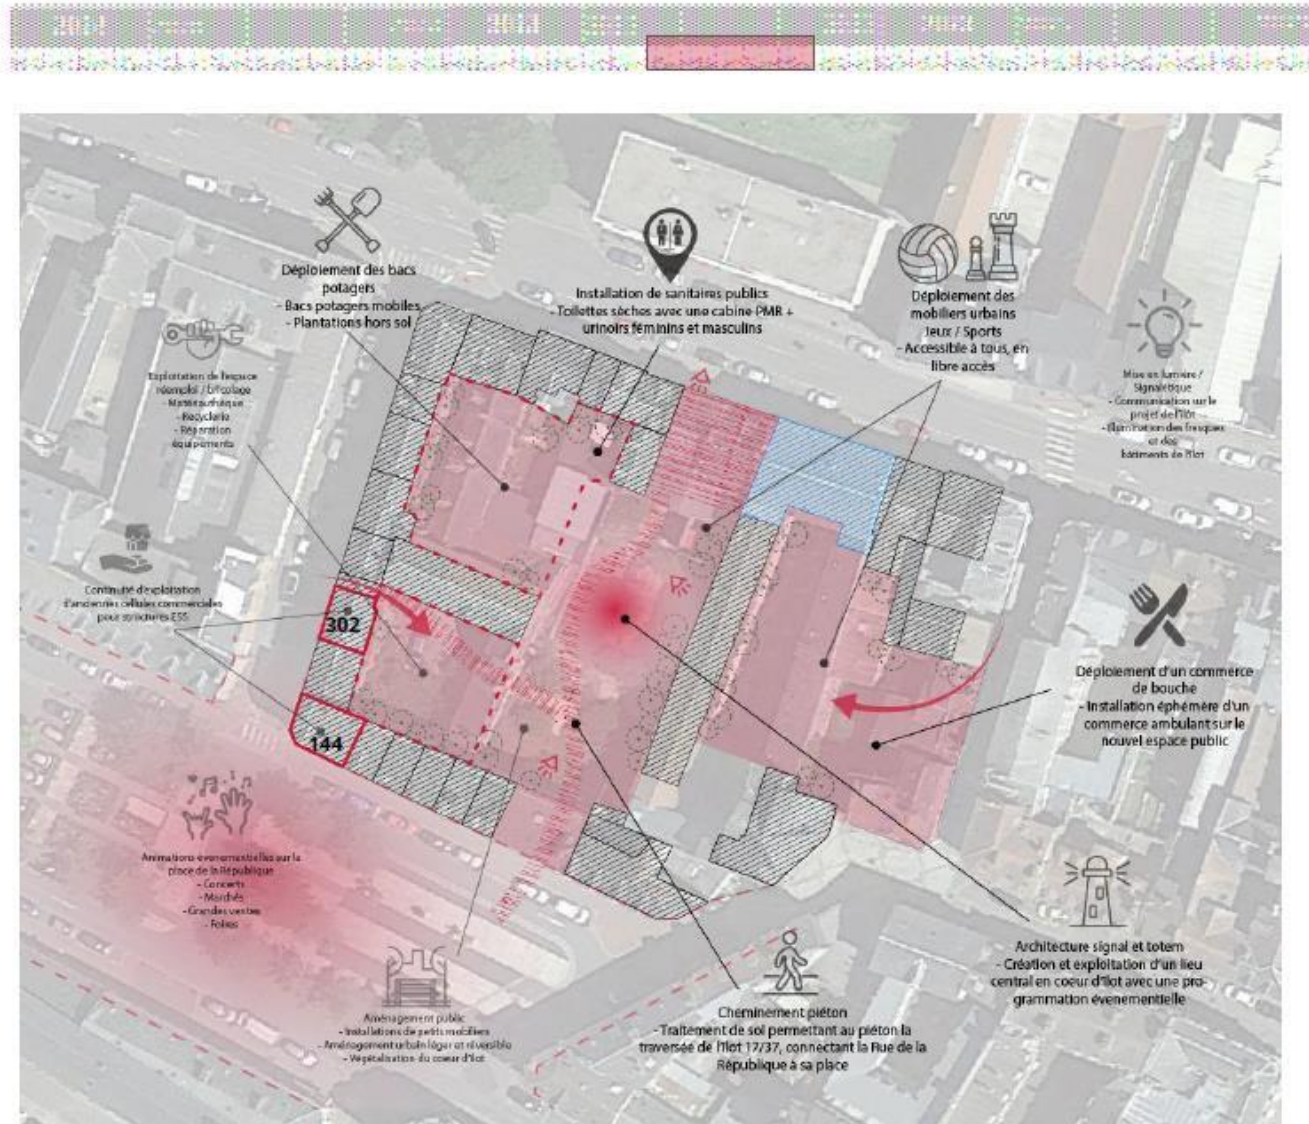 Déploiement des bacs
potagers
- Bacs potagers mobiles
- Plantations hors sol
Installation de sanitaires publics
- Toilettes sèches avec une cabine PMR +
urinoirs féminins et masculins
Déploiement des
mobiliers urbains
Jeux / Sports
- Accessible à tous, en
libre accès
Mise en lumière /
Signalétique
- Communication sur le
projet de l'îlot
- Illumination des fresques
et des
bâtiments de l'îlot
Exploitation de l'espace
réemploi / bricolage
- Matériauthèque
- Recyclerie
- Réparation
équipements
Continuité d'exploitation
d'anciennes cellules commerciales
pour structures ESS
302
144
Déploiement d'un commerce
de bouche
- Installation éphémère d'un
commerce ambulant sur le
nouvel espace public
Animations évenementielles sur la
place de la République
- Concerts
- Marchés
- Grandes ventes
- Foires
Architecture signal et totem
- Création et exploitation d'un lieu
central en coeur d'îlot avec une pro-
grammation évenementielle
Aménagement public
- Installations de petits mobiliers
- Aménagement urbain léger et réversible
- Végétalisation du coeur d'îlot
Cheminement piéton
- Traitement de sol permettant au piéton la
traversée de l'îlot 17/37, connectant la Rue de la
République à sa place